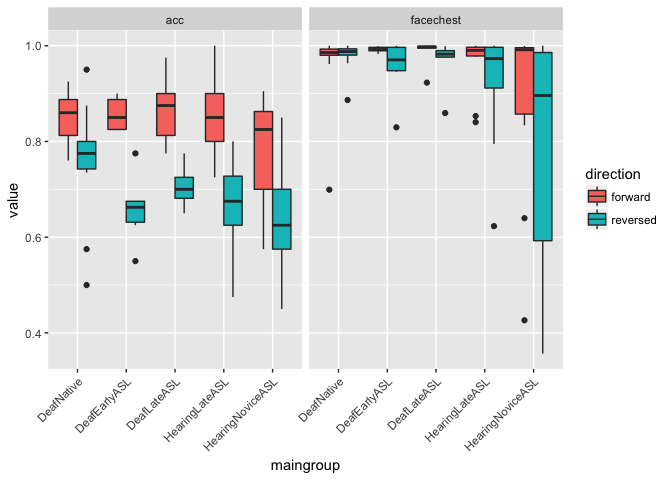 acc
facechest
value
1.0
0.8
0.6
0.4
direction
forward
reversed
DeafNative
DeafEarlyASL
DeafLateASL
HearingLateASL
HearingNoviceASL
DeafNative
DeafEarlyASL
DeafLateASL
HearingLateASL
HearingNoviceASL
maingroup